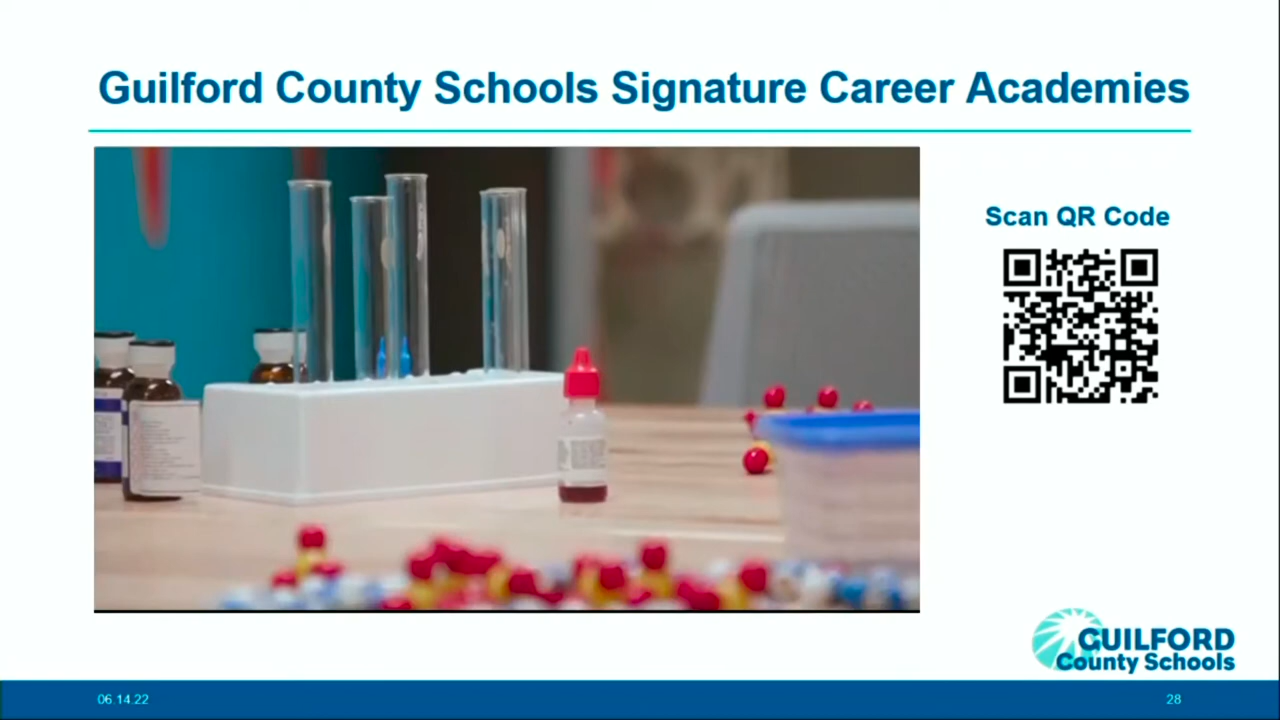 Guilford County Schools Signature Career Academies
Scan QR Code
GUILFORD
County Schools
06.14.22
28